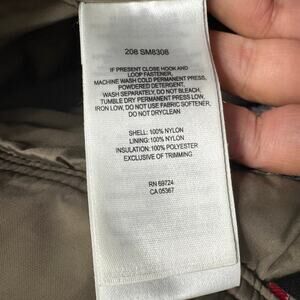 208 SM8308
IF PRESENT CLOSE HOOK AND
LOOP FASTENER,
MACHINE WASH COLD PERMANENT PRESS,
POWDERED DETERGENT.
WASH SEPARATELY, DO NOT BLEACH,
TUMBLE DRY PERMANENT PRESS LOW,
IRON LOW, DO NOT USE FABRIC SOFTENER,
DO NOT DRYCLEAN
SHELL: 100% NYLON
LINING: 100% NYLON
INSULATION: 100% POLYESTER
EXCLUSIVE OF TRIMMING
RN 69724
CA 05367